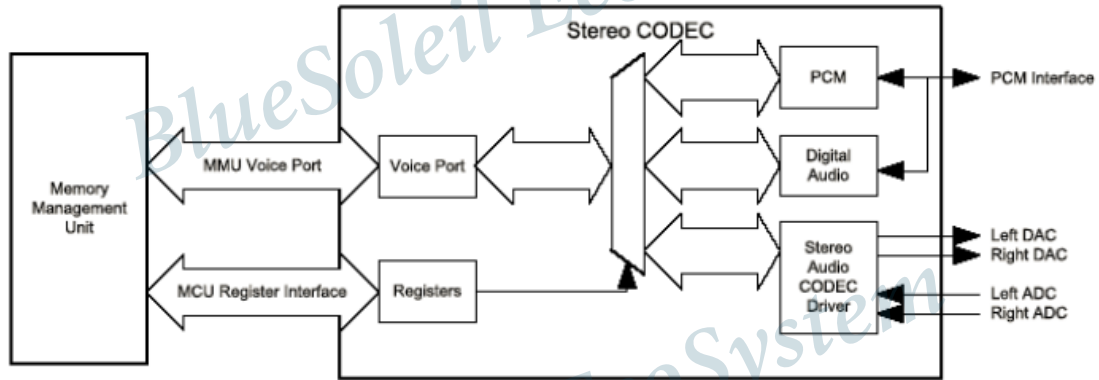 Stereo CODEC
PCM
PCM Interface
MMU Voice Port
Voice Port
Digital
Audio
Memory
Management
Unit
MCU Register Interface
Registers
Stereo
Audio
CODEC
Driver
Left DAC
Right DAC
Left ADC
Right ADC
BlueSoleil
System